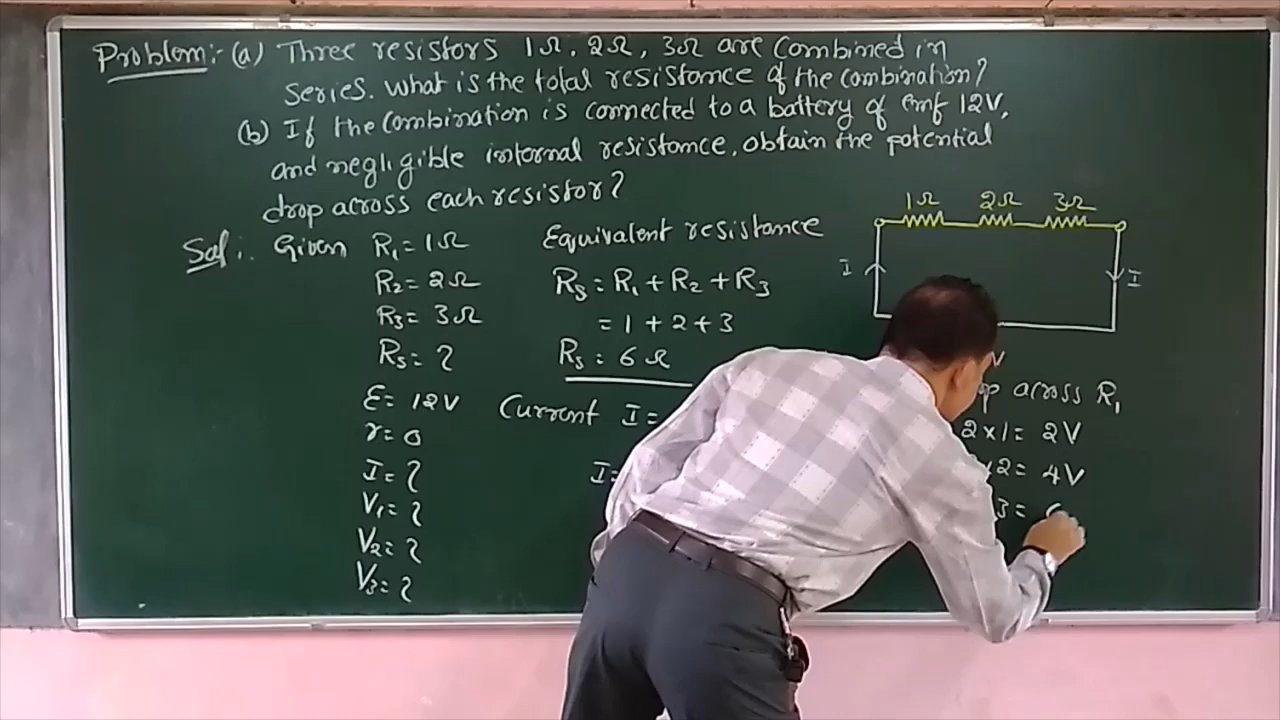 Problem:- (a) Three resistors 1Ω, 2Ω, 3Ω are combined in
series. What is the total resistance of the combination?
(b) If the combination is connected to a battery of emf 12V,
and negligible internal resistance, obtain the potential
drop across each resistor?
Sol:. Given R₁ = 1Ω
R₂ = 2Ω
R₃ = 3Ω
Rs = ?
ε = 12V
r = 0
I = ?
V₁ = ?
V₂ = ?
V₃ = ?
Equivalent resistance
Rs = R₁ + R₂ + R₃
= 1 + 2 + 3
Rs = 6Ω
Current I =
I =
1Ω 2Ω 3Ω
I I
V
across R₁
2 × 1 = 2V
2 = 4V
3 =